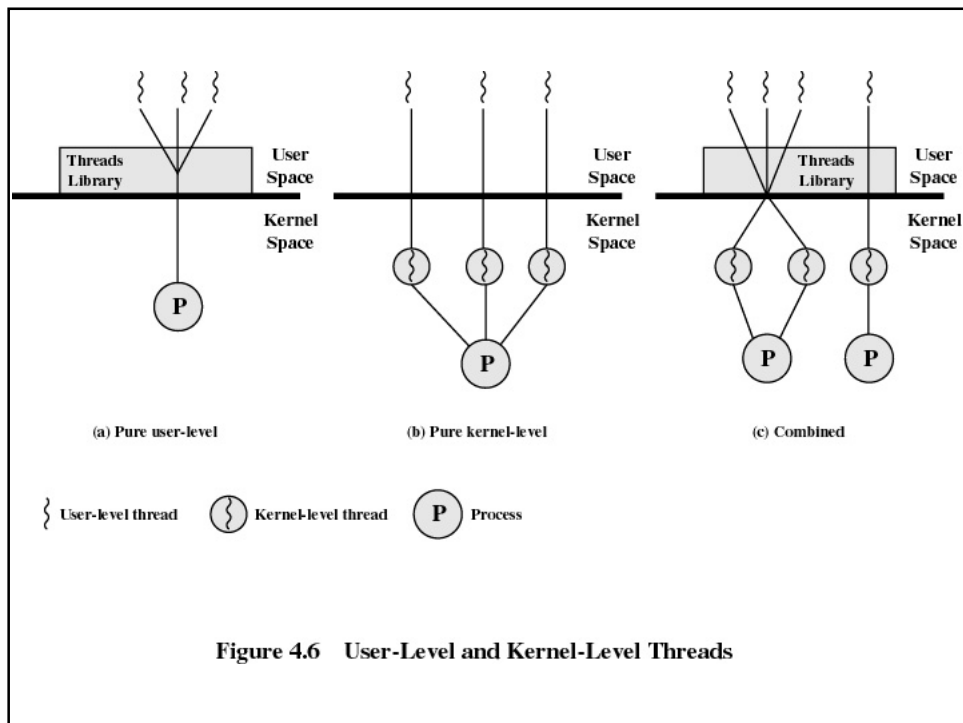 Threads
Library
User
Space
Kernel
Space
P
(a) Pure user-level
User
Space
Kernel
Space
P
(b) Pure kernel-level
Threads
Library
User
Space
Kernel
Space
P
P
(c) Combined
User-level thread
Kernel-level thread
P
Process
Figure 4.6 User-Level and Kernel-Level Threads